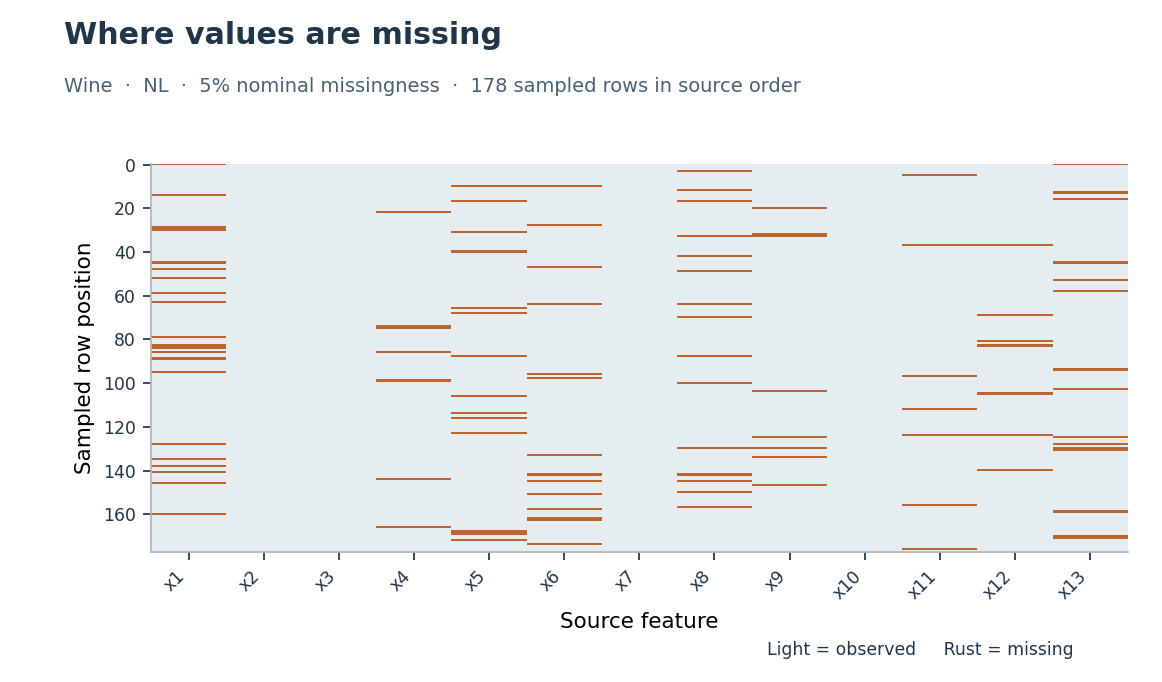 Where values are missing
Wine · NL · 5% nominal missingness · 178 sampled rows in source order
Sampled row position
0
20
40
60
80
100
120
140
160
x1 x2 x3 x4 x5 x6 x7 x8 x9 x10 x11 x12 x13
Source feature
Light = observed Rust = missing